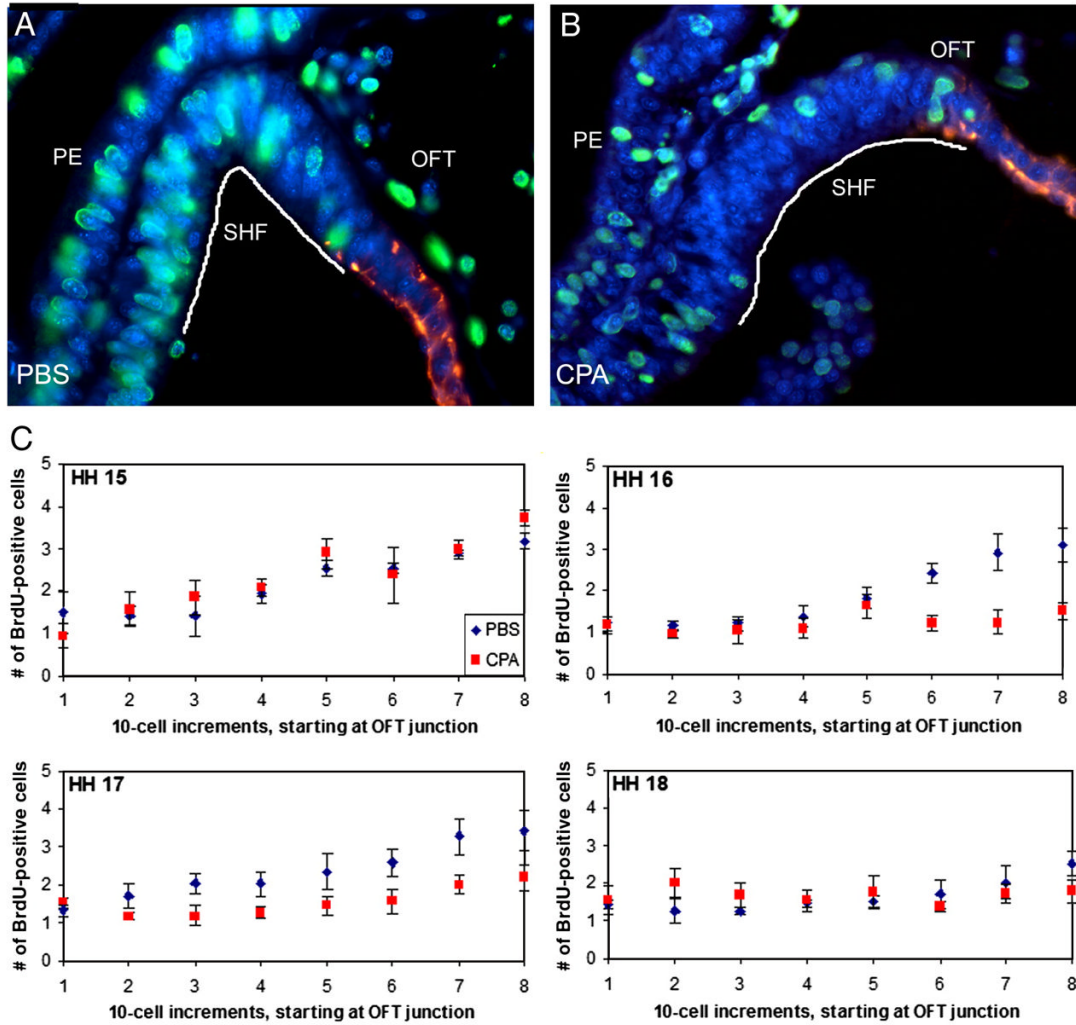 A
PE
OFT
SHF
PBS
B
OFT
PE
SHF
CPA
C
HH 15
# of BrdU-positive cells
5
4
3
2
1
0
PBS
CPA
1 2 3 4 5 6 7 8
10-cell increments, starting at OFT junction
HH 16
# of BrdU-positive cells
5
4
3
2
1
0
1 2 3 4 5 6 7 8
10-cell increments, starting at OFT junction
HH 17
# of BrdU-positive cells
5
4
3
2
1
0
1 2 3 4 5 6 7 8
10-cell increments, starting at OFT junction
HH 18
# of BrdU-positive cells
5
4
3
2
1
0
1 2 3 4 5 6 7 8
10-cell increments, starting at OFT junction